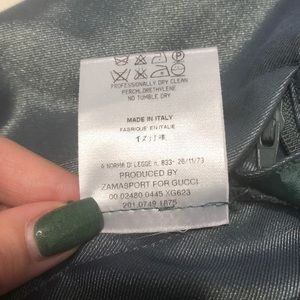 PROFESSIONALLY DRY CLEAN
PERCHLORETHYLENE
NO TUMBLE DRY
MADE IN ITALY
FABRIQUE EN ITALIE
A NORMA DI LEGGE n. 833- 26/11/73
PRODUCED BY
ZAMASPORT FOR GUCCI
00 02480 0445 XG623
201 0749 1875